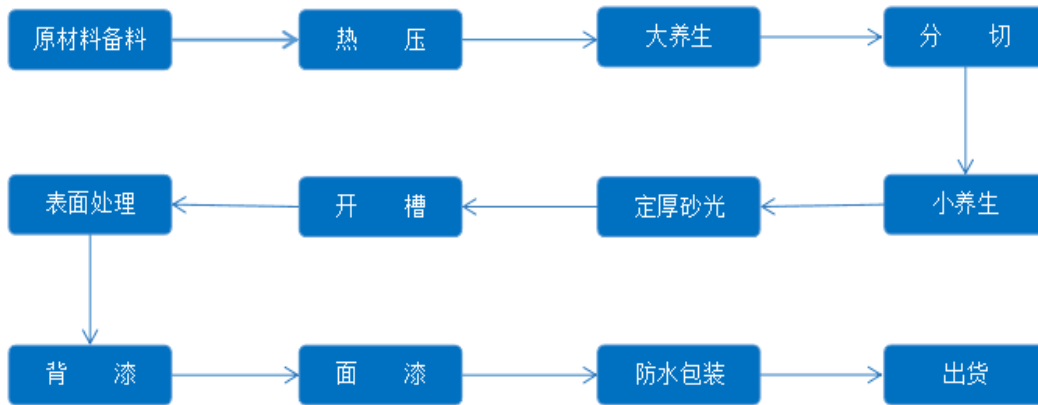 原材料备料
热 压
大养生
分 切
小养生
定厚砂光
开 槽
表面处理
背 漆
面 漆
防水包装
出货